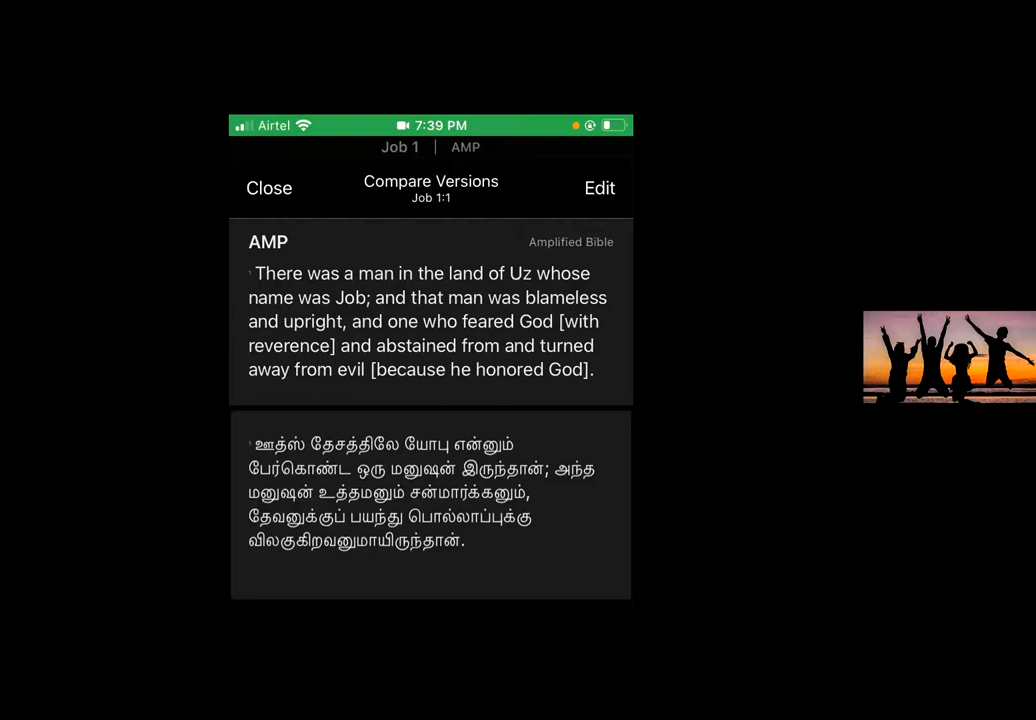 Airtel 7:39 PM
Job 1 | AMP
Close Compare Versions Edit
Job 1:1
AMP Amplified Bible
1 There was a man in the land of Uz whose
name was Job; and that man was blameless
and upright, and one who feared God [with
reverence] and abstained from and turned
away from evil [because he honored God].
1 ஊத்ஸ் தேசத்திலே யோபு என்னும்
பேர்கொண்ட ஒரு மனுஷன் இருந்தான்; அந்த
மனுஷன் உத்தமனும் சன்மார்க்கனும்,
தேவனுக்குப் பயந்து பொல்லாப்புக்கு
விலகுகிறவனுமாயிருந்தான்.